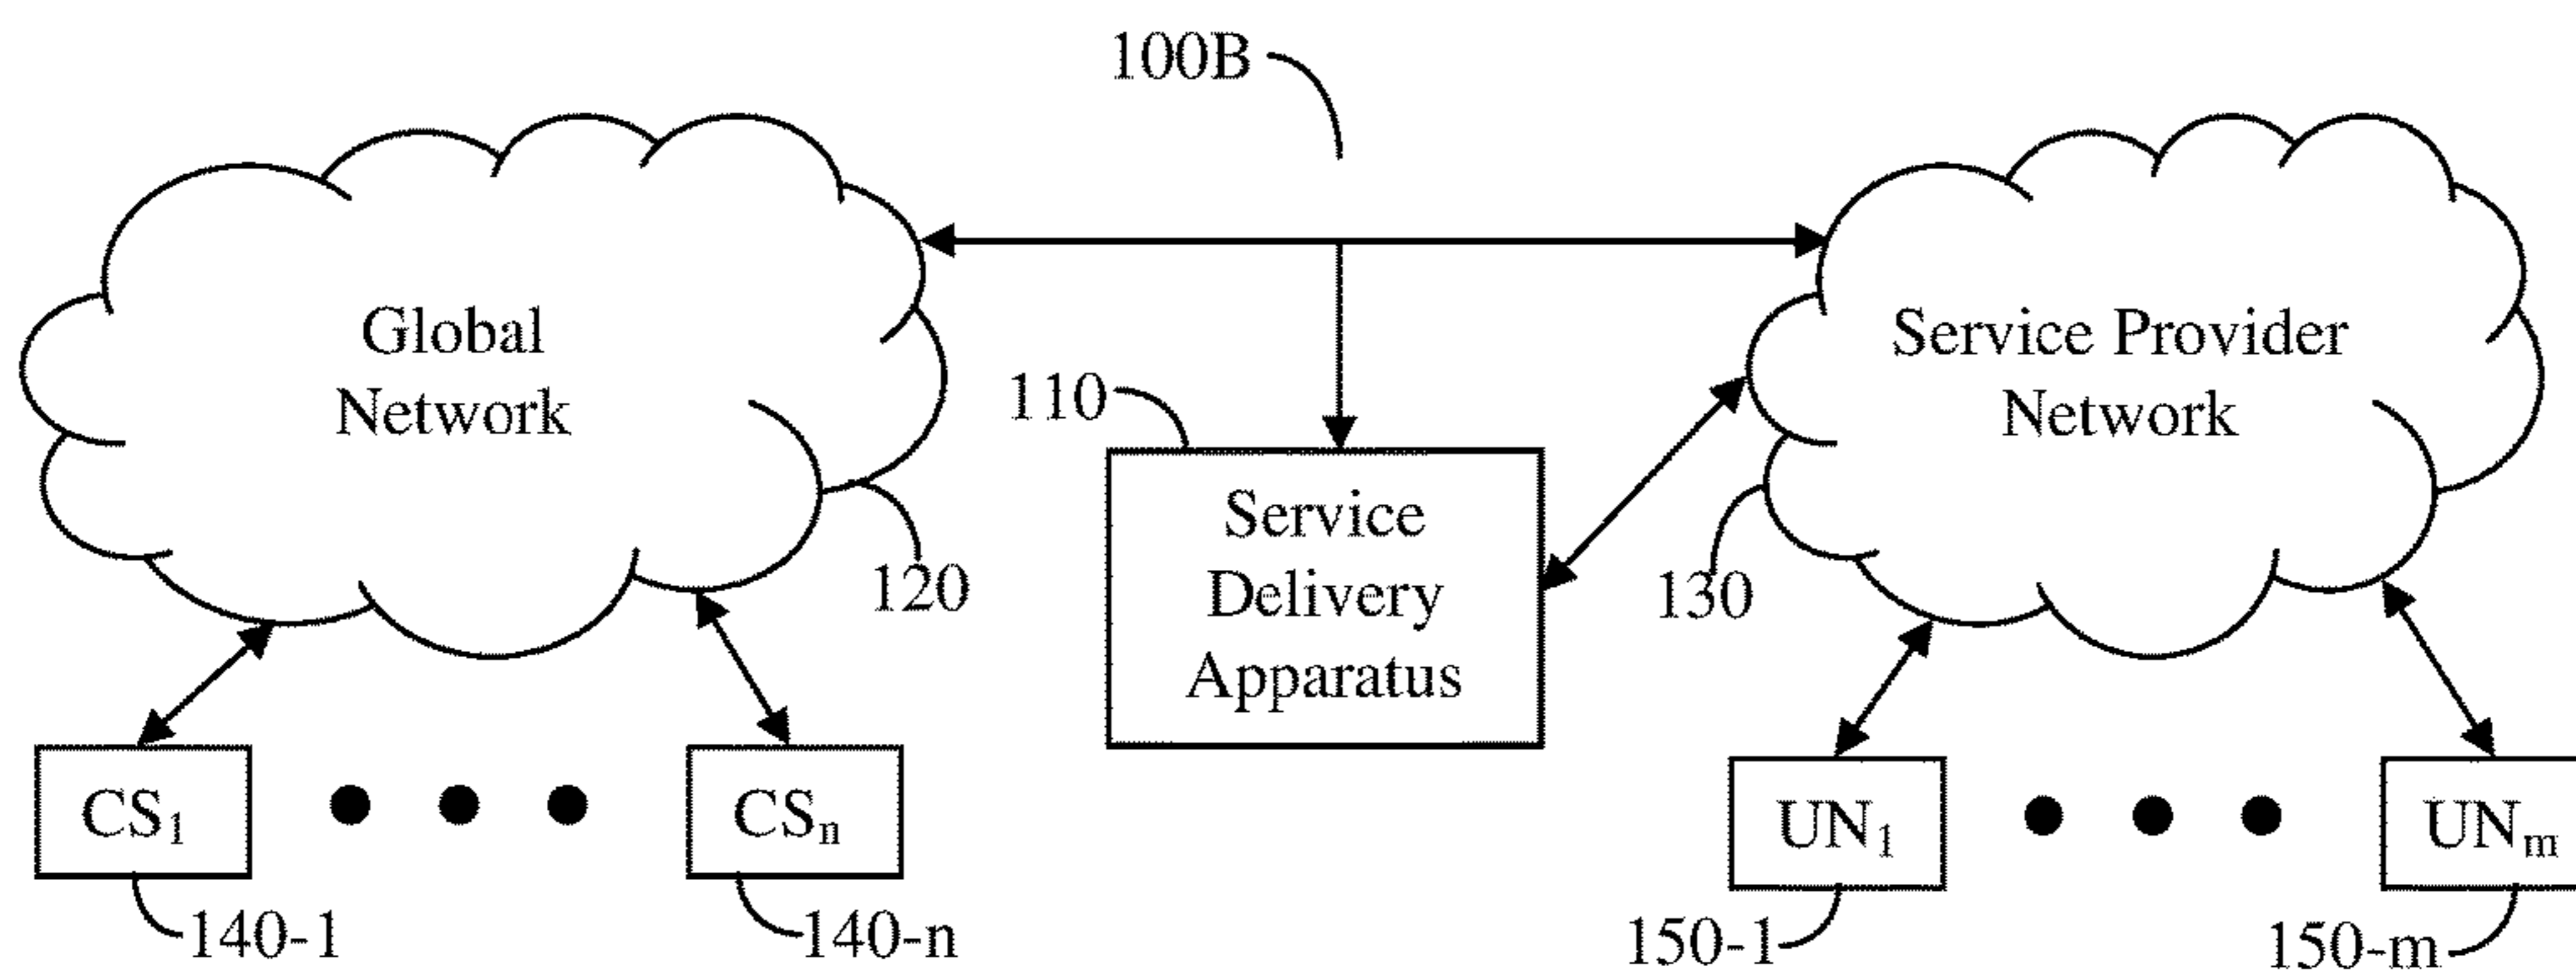 100B
Global
Network
Service Provider
Network
110
Service
Delivery
Apparatus
120
130
CS₁
CSₙ
UN₁
UNₘ
140-1
140-n
150-1
150-m